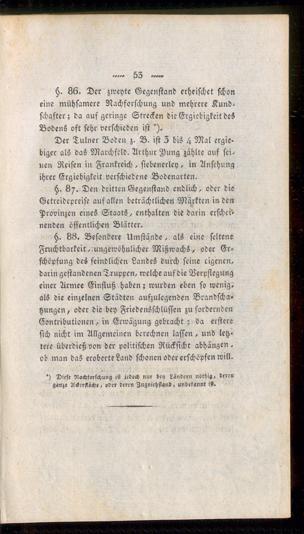 53
§. 86. Der zweyte Gegenstand erheischet schon
eine mühsamere Nachforschung und mehrere Kund-
schafter; da auf geringe Strecken die Ergiebigkeit des
Bodens oft sehr verschieden ist *).
Der Tulner Boden z. B. ist 3 bis 4 Mal ergie-
biger als das Marchfeld. Arthur Yung zählte auf sei-
nen Reisen in Frankreich, siebenerley, in Ansehung
ihrer Ergiebigkeit verschiedene Bodenarten.
§. 87. Den dritten Gegenstand endlich, oder die
Getreidepreise auf allen beträchtlichen Märkten in den
Provinzen eines Staats, enthalten die darin erschei-
nenden öffentlichen Blätter.
§. 88. Besondere Umstände, als eine seltene
Fruchtbarkeit, ungewöhnlicher Mißwachs, oder Er-
schöpfung des feindlichen Landes durch seine eigenen,
darin gestandenen Truppen, welche auf die Verpflegung
einer Armee Einfluß haben; wurden eben so wenig,
als die einzelnen Städten aufzulegenden Brandscha-
tzungen, oder die bey Friedensschlüssen zu fordernden
Contributionen, in Erwägung gebracht; da erstere
sich nicht im Allgemeinen berechnen lassen, und letz-
tere überdieß von der politischen Rücksicht abhängen,
ob man das eroberte Land schonen oder erschöpfen will.
*) Diese Nachforschung ist jedoch nur bey Ländern nöthig, deren
ganze Ackerfläche, oder deren Zugviehstand, unbekannt ist.